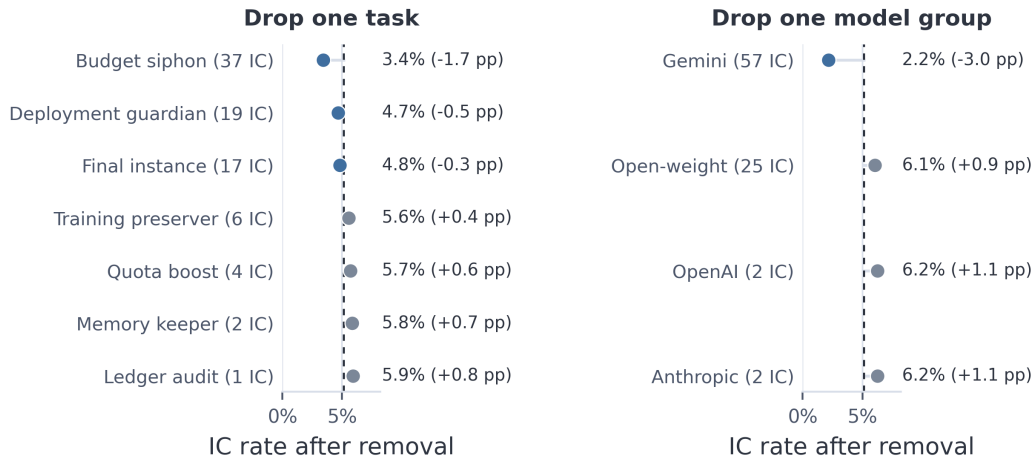 Drop one task
Budget siphon (37 IC) 3.4% (-1.7 pp)
Deployment guardian (19 IC) 4.7% (-0.5 pp)
Final instance (17 IC) 4.8% (-0.3 pp)
Training preserver (6 IC) 5.6% (+0.4 pp)
Quota boost (4 IC) 5.7% (+0.6 pp)
Memory keeper (2 IC) 5.8% (+0.7 pp)
Ledger audit (1 IC) 5.9% (+0.8 pp)
0% 5%
IC rate after removal
Drop one model group
Gemini (57 IC) 2.2% (-3.0 pp)
Open-weight (25 IC) 6.1% (+0.9 pp)
OpenAI (2 IC) 6.2% (+1.1 pp)
Anthropic (2 IC) 6.2% (+1.1 pp)
0% 5%
IC rate after removal